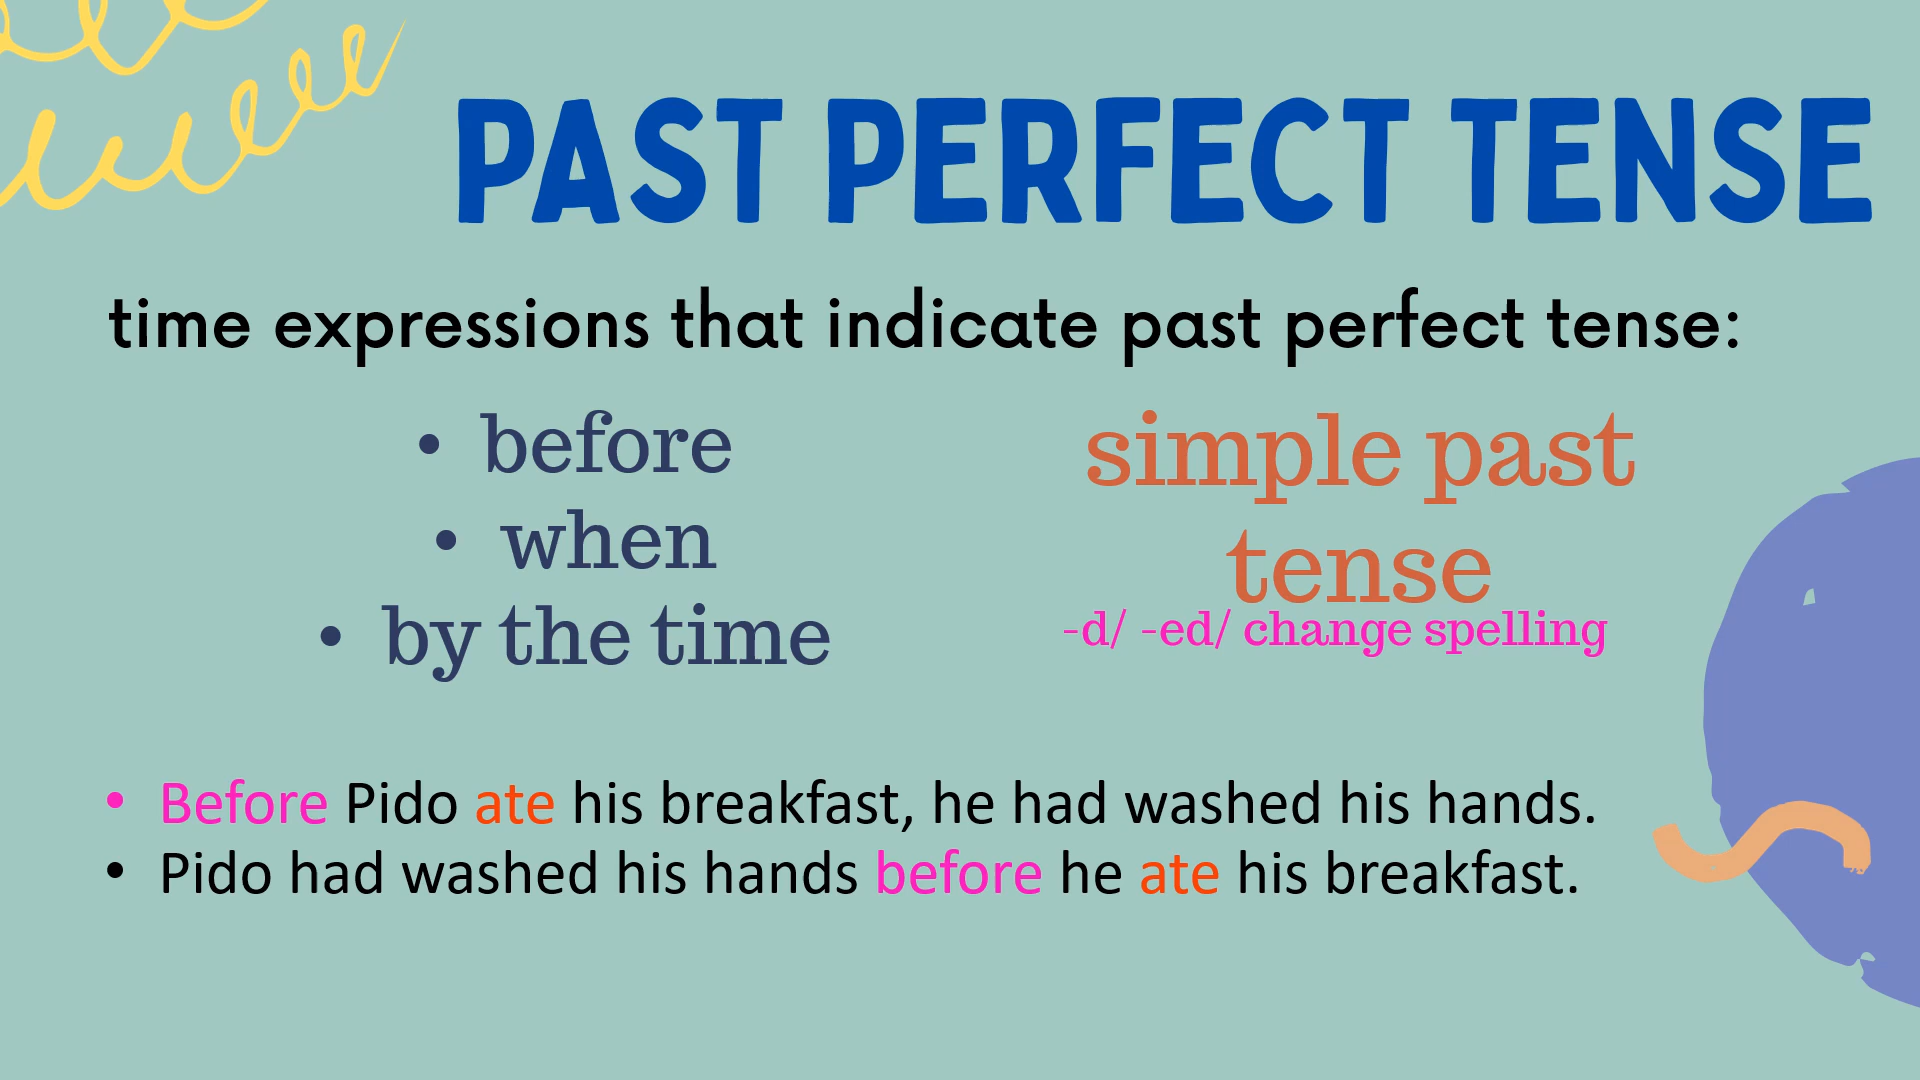 PAST PERFECT TENSE
time expressions that indicate past perfect tense:
• before
• when
• by the time
simple past
tense
-d/ -ed/ change spelling
• Before Pido ate his breakfast, he had washed his hands.
• Pido had washed his hands before he ate his breakfast.